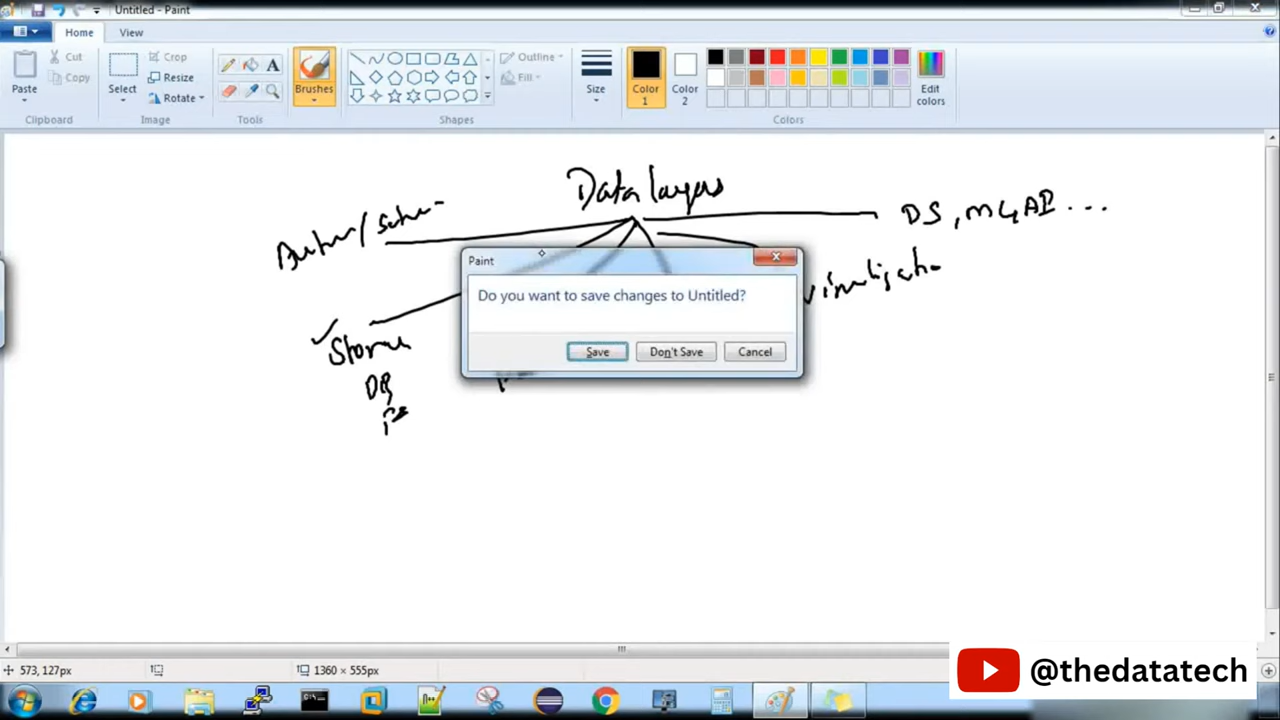 Untitled - Paint
Home View
Paste
Cut
Copy
Clipboard
Select
Crop
Resize
Rotate
Image
A
Tools
Brushes
Outline
Fill
Shapes
Size
Color 1
Color 2
Edit colors
Colors
Data layers
DS, ML, AI ...
Storage
DB
Paint
Do you want to save changes to Untitled?
Save Don't Save Cancel
573, 127px
1360 × 555px
@thedatatech